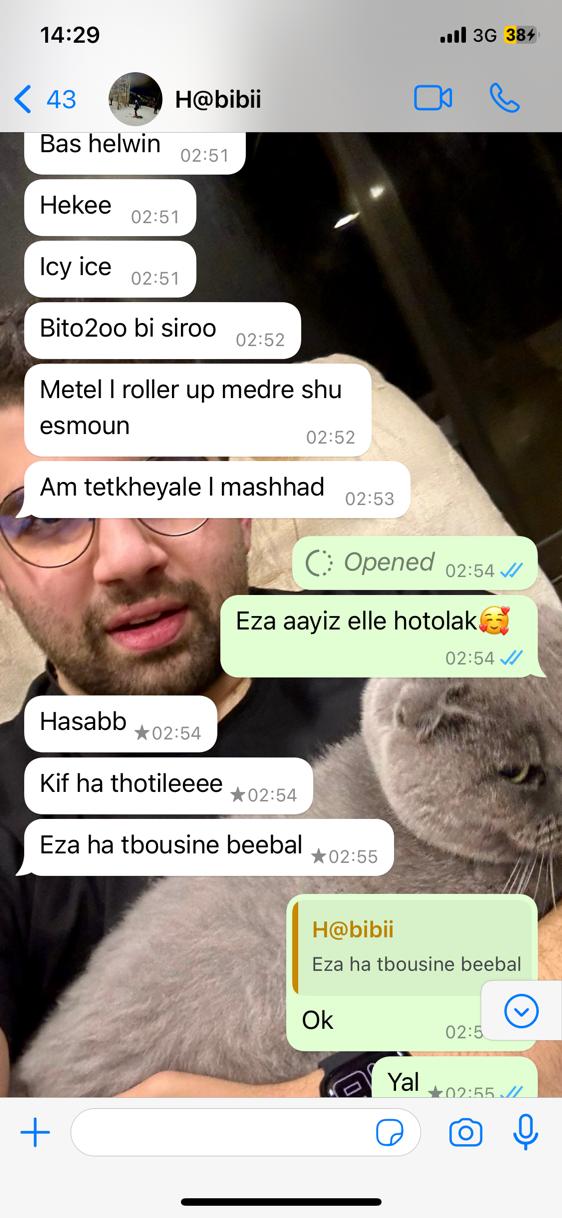 14:29
3G 38
43
H@bibii
Bas helwin 02:51
Hekee 02:51
Icy ice 02:51
Bito2oo bi siroo 02:52
Metel l roller up medre shu
esmoun 02:52
Am tetkheyale l mashhad 02:53
Opened 02:54
Eza aayiz elle hotolak🥰
02:54
Hasabb ★02:54
Kif ha thotileeee ★02:54
Eza ha tbousine beebal ★02:55
H@bibii
Eza ha tbousine beebal
Ok 02:5
Yal ★02:55